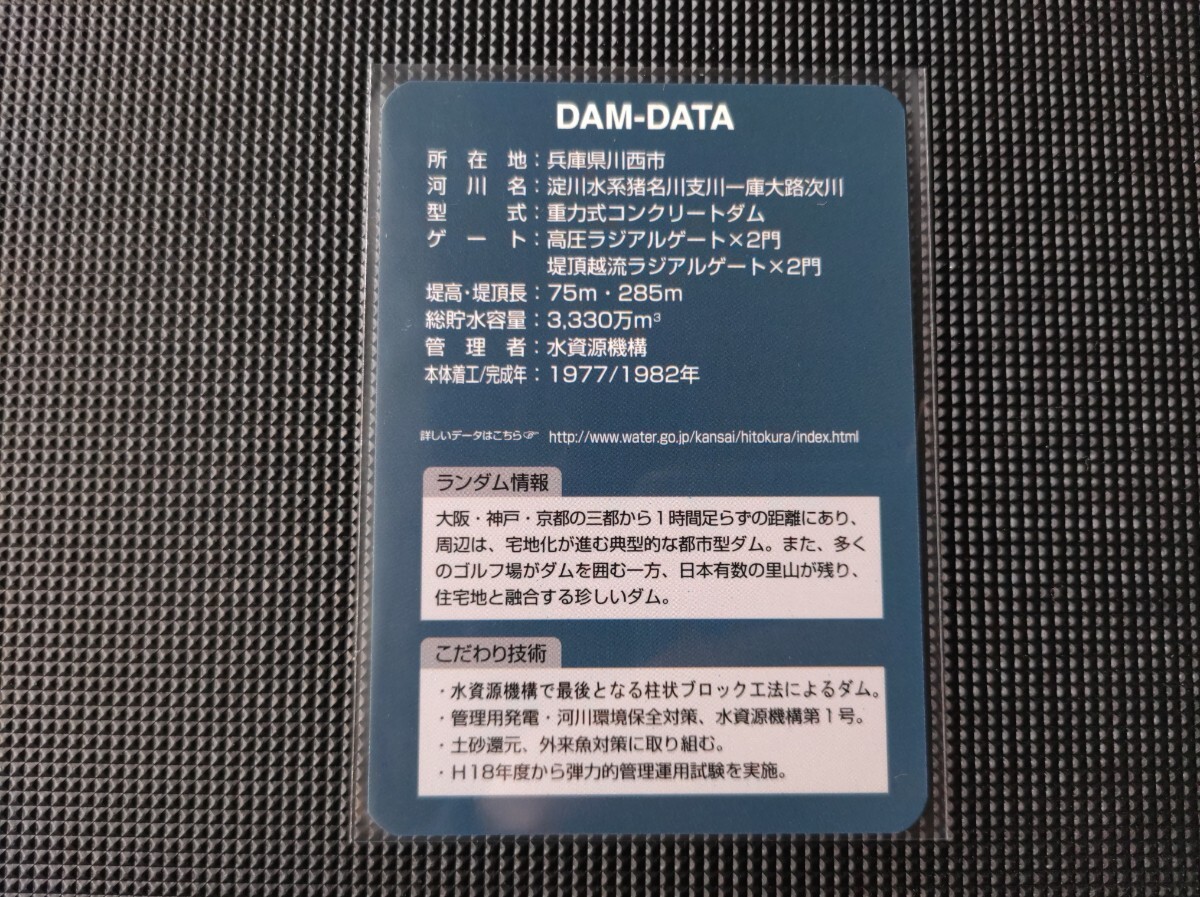 DAM-DATA
所在地：兵庫県川西市
河川名：淀川水系猪名川支川一庫大路次川
型式：重力式コンクリートダム
ゲート：高圧ラジアルゲート×2門
堤頂越流ラジアルゲート×2門
堤高・堤頂長：75m・285m
総貯水容量：3,330万m³
管理者：水資源機構
本体着工/完成年：1977/1982年
詳しいデータはこちら☞ http://www.water.go.jp/kansai/hitokura/index.html
ランダム情報
大阪・神戸・京都の三都から1時間足らずの距離にあり、
周辺は、宅地化が進む典型的な都市型ダム。また、多く
のゴルフ場がダムを囲む一方、日本有数の里山が残り、
住宅地と融合する珍しいダム。
こだわり技術
・水資源機構で最後となる柱状ブロック工法によるダム。
・管理用発電・河川環境保全対策、水資源機構第1号。
・土砂還元、外来魚対策に取り組む。
・H18年度から弾力的管理運用試験を実施。